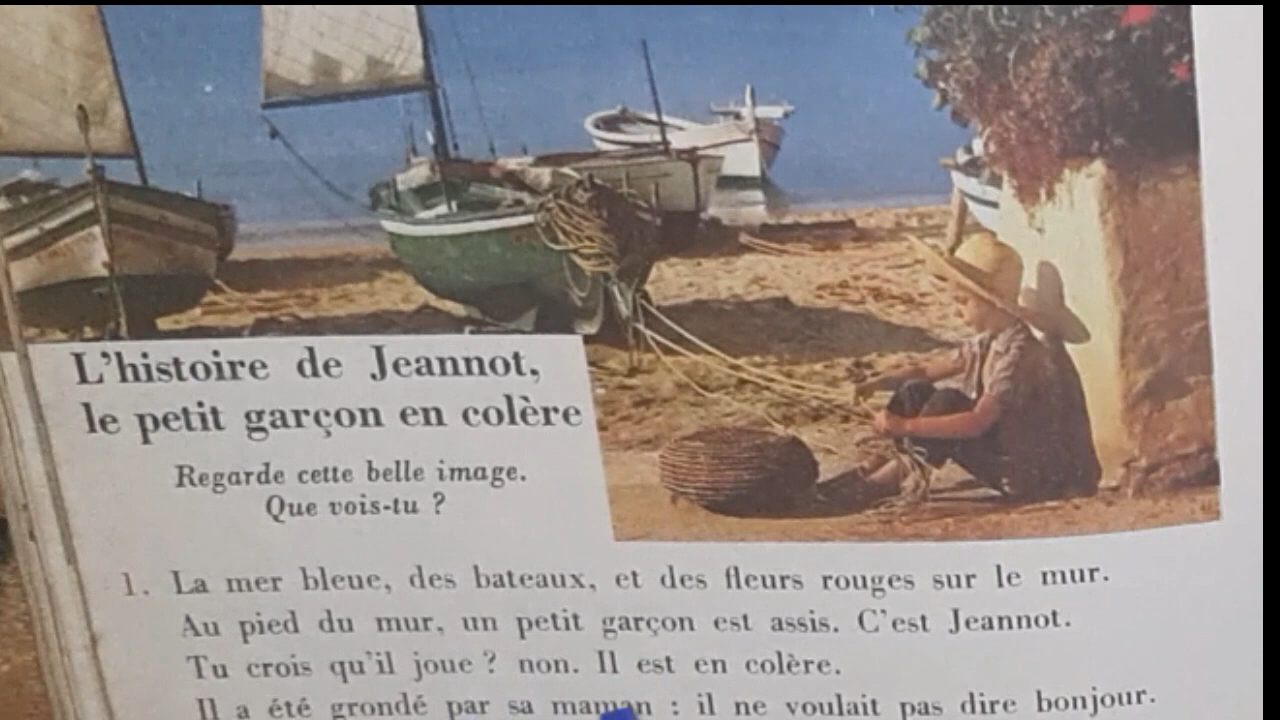 L'histoire de Jeannot,
le petit garçon en colère
Regarde cette belle image.
Que vois-tu ?
1. La mer bleue, des bateaux, et des fleurs rouges sur le mur.
Au pied du mur, un petit garçon est assis. C'est Jeannot.
Tu crois qu'il joue ? non. Il est en colère.
Il a été grondé par sa maman : il ne voulait pas dire bonjour.